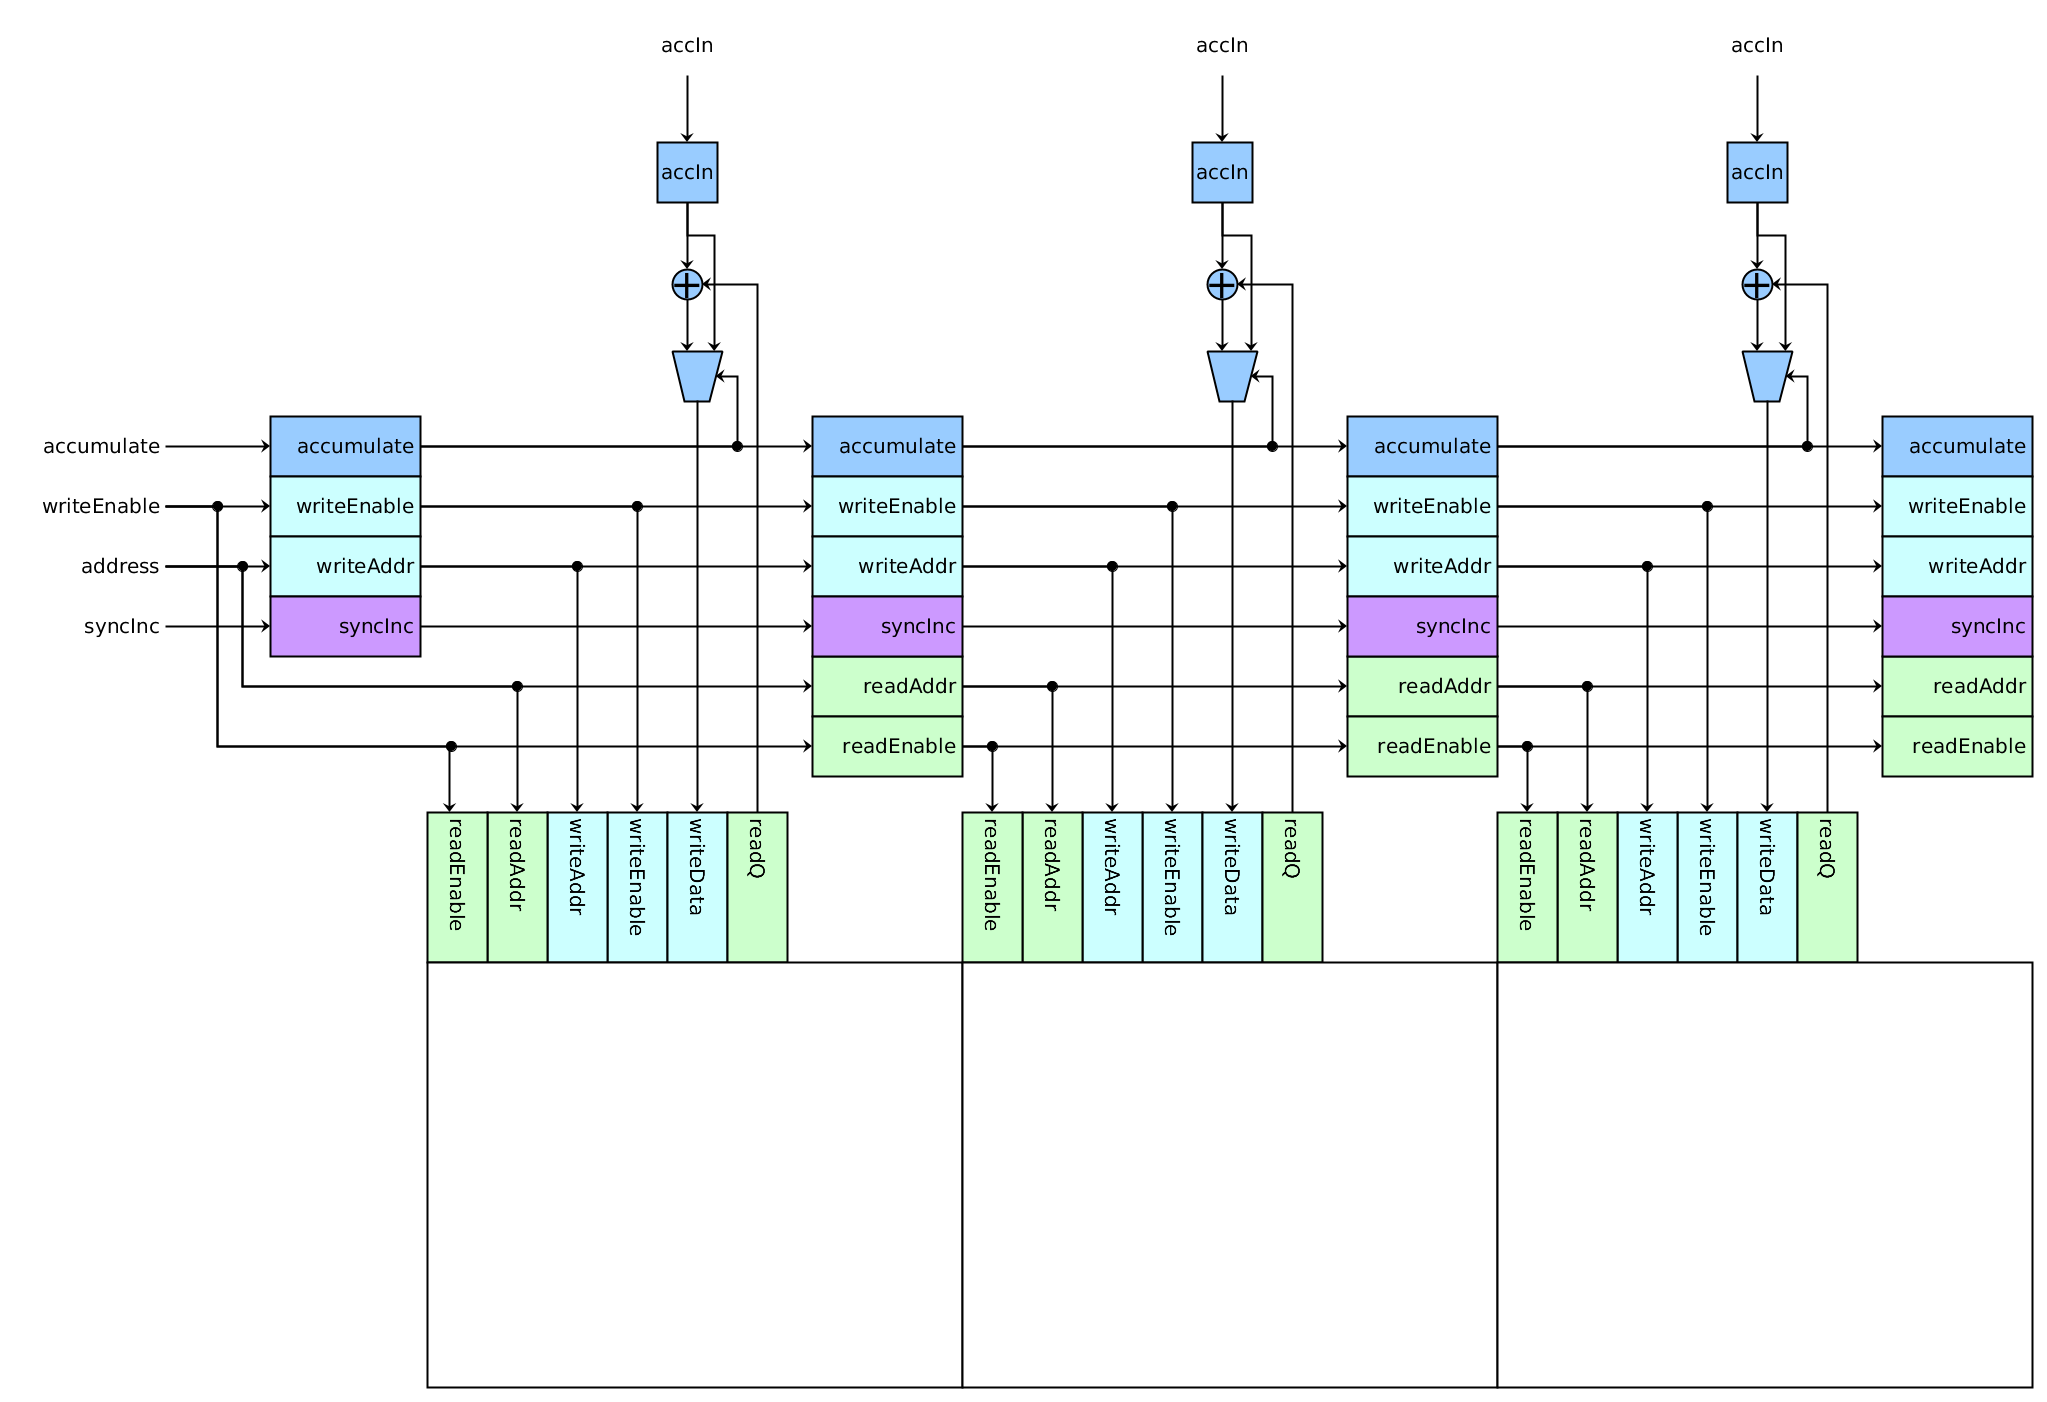 accIn accIn accIn
accIn accIn accIn
accumulate accumulate accumulate accumulate accumulate
writeEnable writeEnable writeEnable writeEnable writeEnable
address writeAddr writeAddr writeAddr writeAddr
syncInc syncInc syncInc syncInc syncInc
readAddr readAddr readAddr
readEnable readEnable readEnable
readEnable
readAddr
writeAddr
writeEnable
writeData
readQ
readEnable
readAddr
writeAddr
writeEnable
writeData
readQ
readEnable
readAddr
writeAddr
writeEnable
writeData
readQ